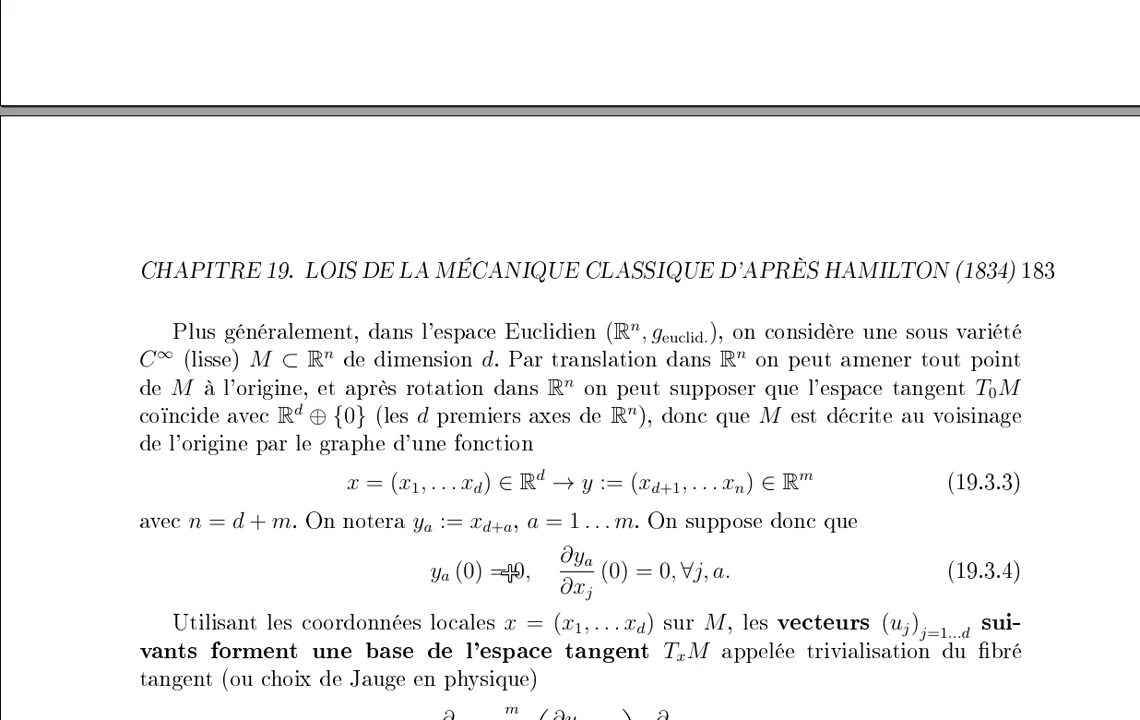 CHAPITRE 19. LOIS DE LA MÉCANIQUE CLASSIQUE D'APRÈS HAMILTON (1834) 183
Plus généralement, dans l'espace Euclidien (ℝⁿ, g_euclid.), on considère une sous variété
C^∞ (lisse) M ⊂ ℝⁿ de dimension d. Par translation dans ℝⁿ on peut amener tout point
de M à l'origine, et après rotation dans ℝⁿ on peut supposer que l'espace tangent T₀M
coïncide avec ℝ^d ⊕ {0} (les d premiers axes de ℝⁿ), donc que M est décrite au voisinage
de l'origine par le graphe d'une fonction
x = (x₁, . . . x_d) ∈ ℝ^d → y := (x_{d+1}, . . . x_n) ∈ ℝ^m (19.3.3)
avec n = d + m. On notera y_a := x_{d+a}, a = 1 . . . m. On suppose donc que
y_a (0) = 0, ∂y_a/∂x_j (0) = 0, ∀j, a. (19.3.4)
Utilisant les coordonnées locales x = (x₁, . . . x_d) sur M, les vecteurs (u_j)_{j=1...d} sui-
vants forment une base de l'espace tangent T_xM appelée trivialisation du fibré
tangent (ou choix de Jauge en physique)